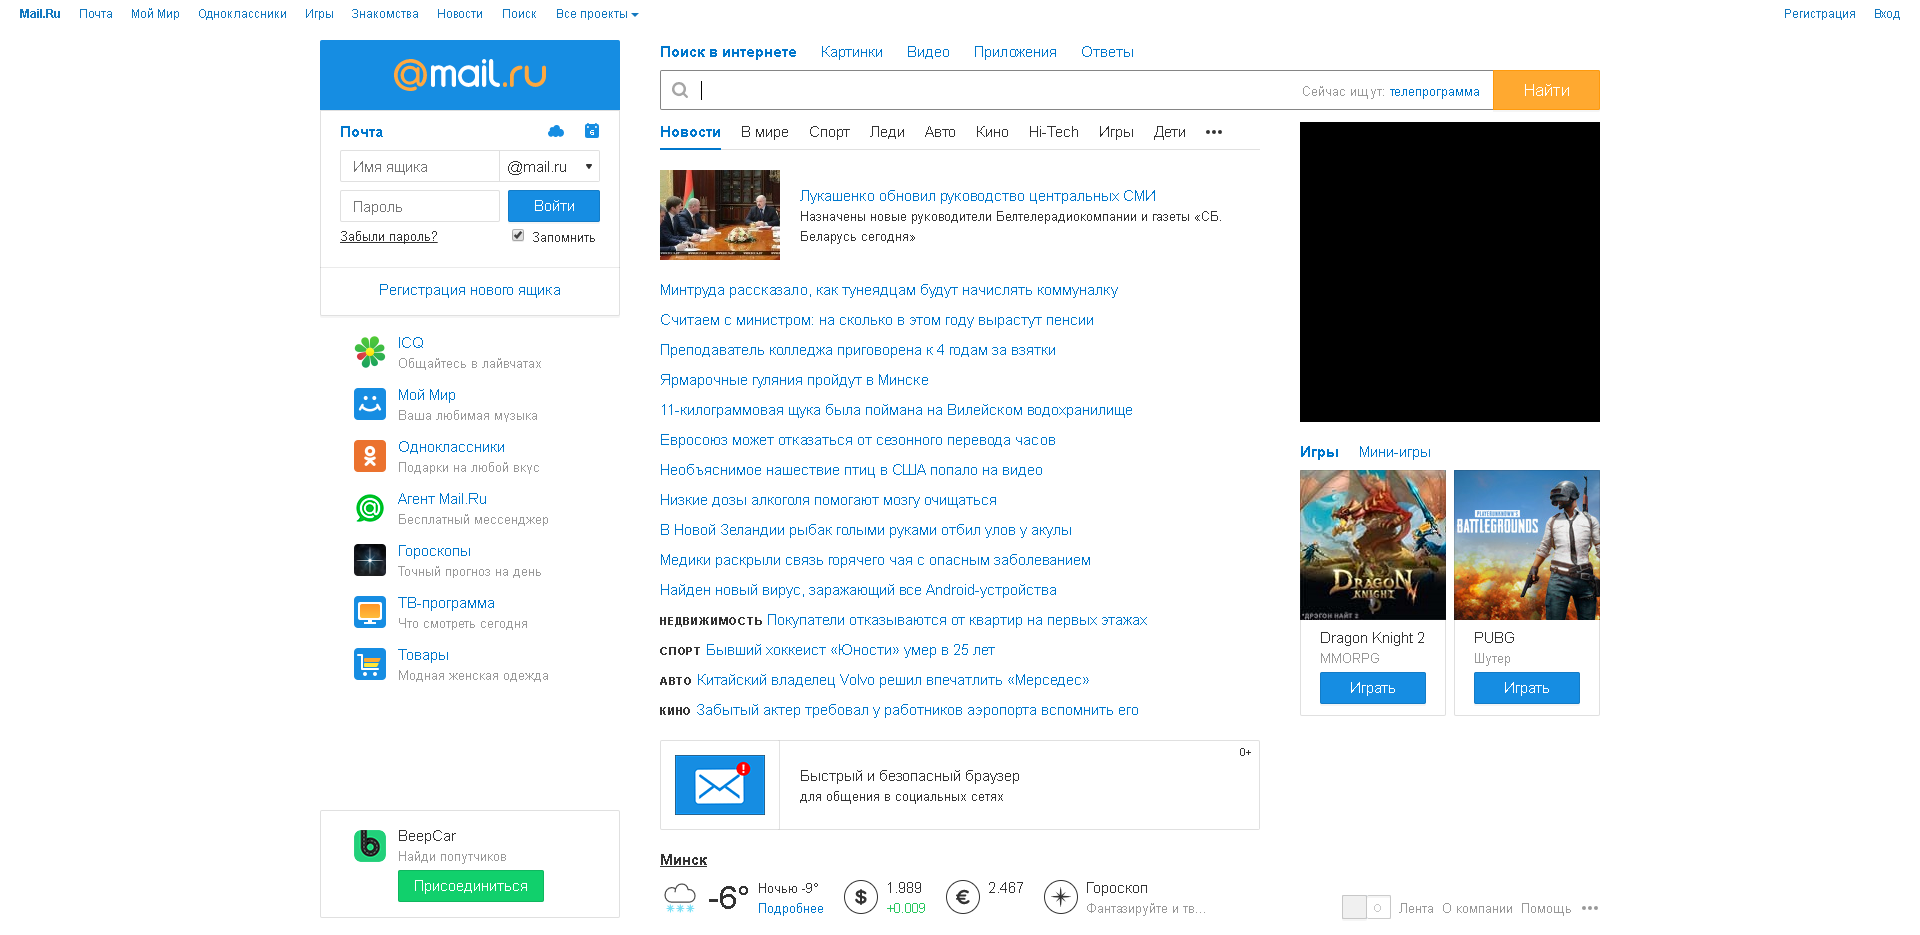 Mail.Ru Почта Мой Мир Одноклассники Игры Знакомства Новости Поиск Все проекты Регистрация Вход
@mail.ru
Почта
6
Имя ящика @mail.ru
Пароль Войти
Забыли пароль? Запомнить
Регистрация нового ящика
ICQ
Общайтесь в лайвчатах
Мой Мир
Ваша любимая музыка
Одноклассники
Подарки на любой вкус
Агент Mail.Ru
Бесплатный мессенджер
Гороскопы
Точный прогноз на день
ТВ-программа
Что смотреть сегодня
Товары
Модная женская одежда
BeepCar
Найди попутчиков
Присоединиться
Поиск в интернете Картинки Видео Приложения Ответы
Сейчас ищут: телепрограмма Найти
Новости В мире Спорт Леди Авто Кино Hi-Tech Игры Дети •••
Лукашенко обновил руководство центральных СМИ
Назначены новые руководители Белтелерадиокомпании и газеты «СБ.
Беларусь сегодня»
Минтруда рассказало, как тунеядцам будут начислять коммуналку
Считаем с министром: на сколько в этом году вырастут пенсии
Преподаватель колледжа приговорена к 4 годам за взятки
Ярмарочные гуляния пройдут в Минске
11-килограммовая щука была поймана на Вилейском водохранилище
Евросоюз может отказаться от сезонного перевода часов
Необъяснимое нашествие птиц в США попало на видео
Низкие дозы алкоголя помогают мозгу очищаться
В Новой Зеландии рыбак голыми руками отбил улов у акулы
Медики раскрыли связь горячего чая с опасным заболеванием
Найден новый вирус, заражающий все Android-устройства
НЕДВИЖИМОСТЬ Покупатели отказываются от квартир на первых этажах
СПОРТ Бывший хоккеист «Юности» умер в 25 лет
АВТО Китайский владелец Volvo решил впечатлить «Мерседес»
КИНО Забытый актер требовал у работников аэропорта вспомнить его
0+
Быстрый и безопасный браузер
для общения в социальных сетях
Минск
-6° Ночью -9° $ 1.989 € 2.467 Гороскоп
Подробнее +0.009 Фантазируйте и тв...
Игры Мини-игры
DRAGON
KNIGHT
*ДРЭГОН НАЙТ 2
PLAYERUNKNOWN'S
BATTLEGROUNDS
Dragon Knight 2 PUBG
MMORPG Шутер
Играть Играть
Лента О компании Помощь •••